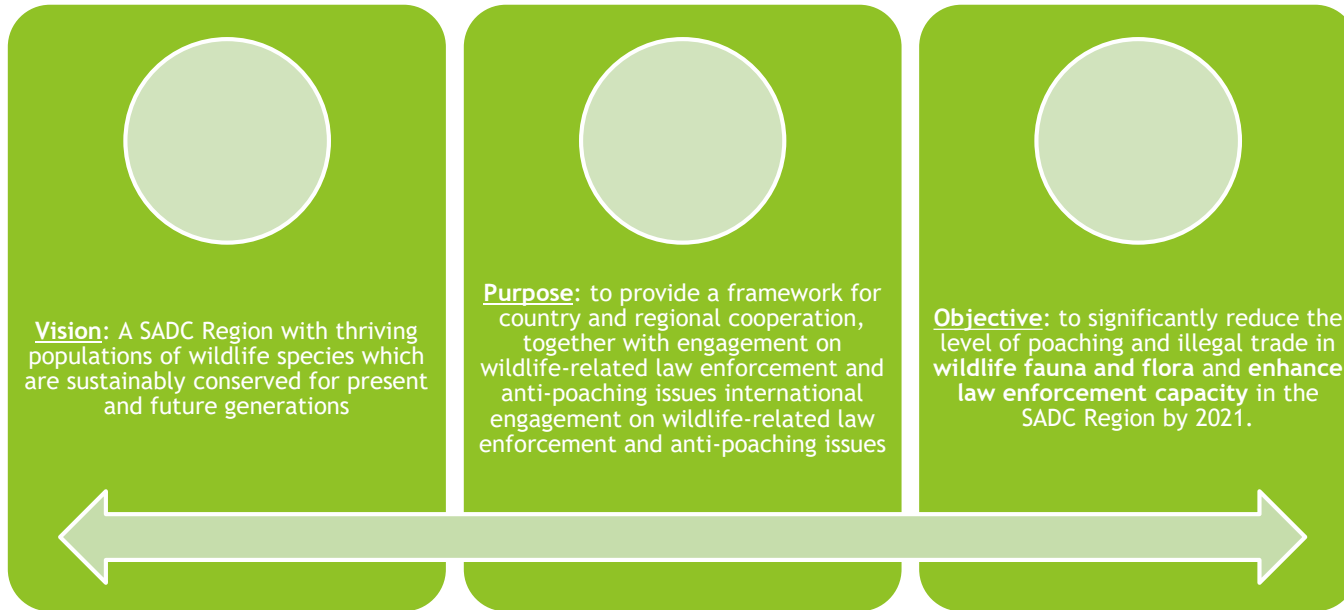 Vision: A SADC Region with thriving
populations of wildlife species which
are sustainably conserved for present
and future generations
Purpose: to provide a framework for
country and regional cooperation,
together with engagement on
wildlife-related law enforcement and
anti-poaching issues international
engagement on wildlife-related law
enforcement and anti-poaching issues
Objective: to significantly reduce the
level of poaching and illegal trade in
wildlife fauna and flora and enhance
law enforcement capacity in the
SADC Region by 2021.